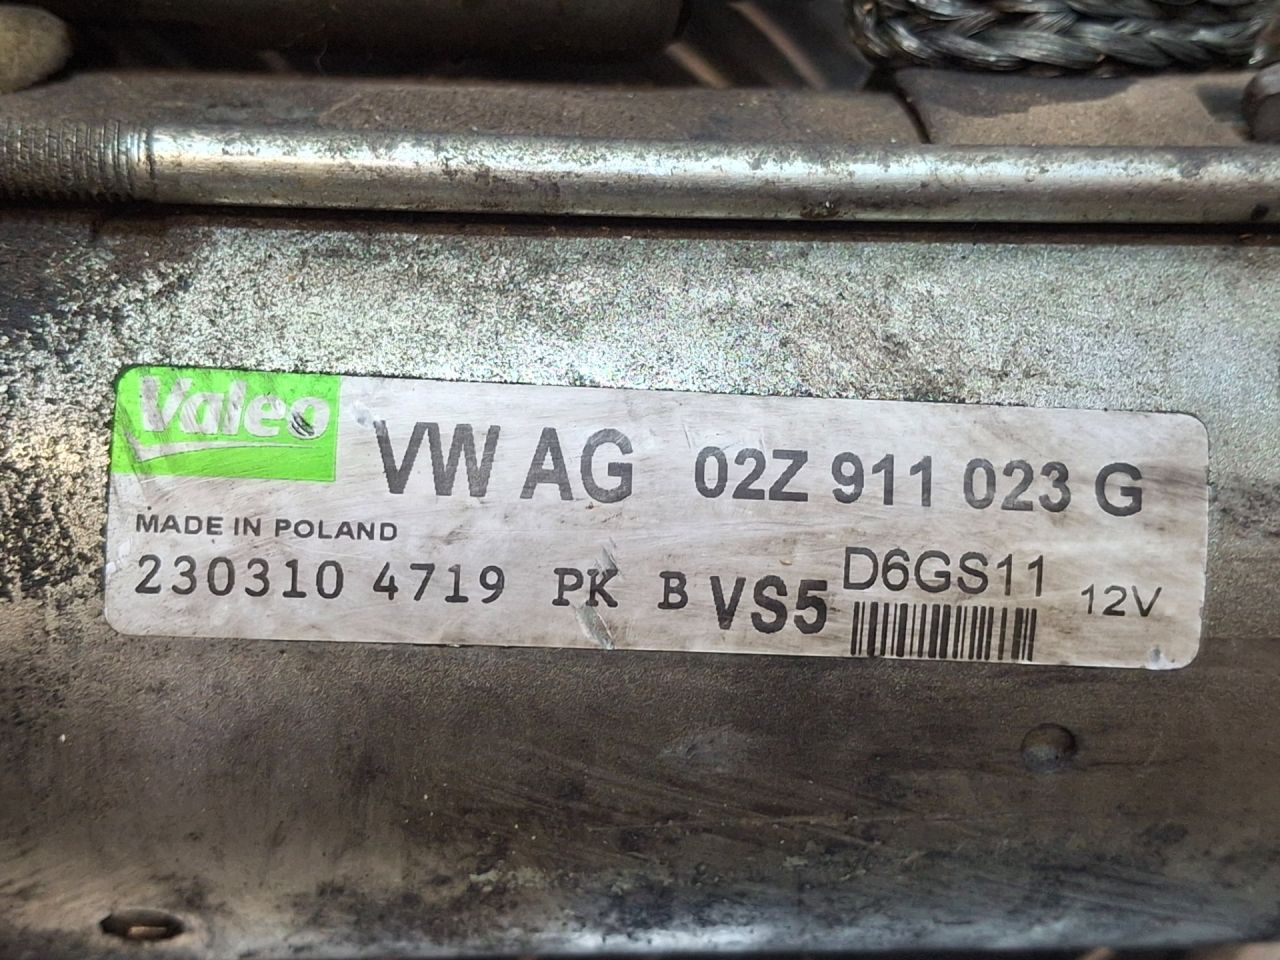 Valeo VW AG 02Z 911 023 G
MADE IN POLAND
230310 4719 PK B VS5 D6GS11 12V